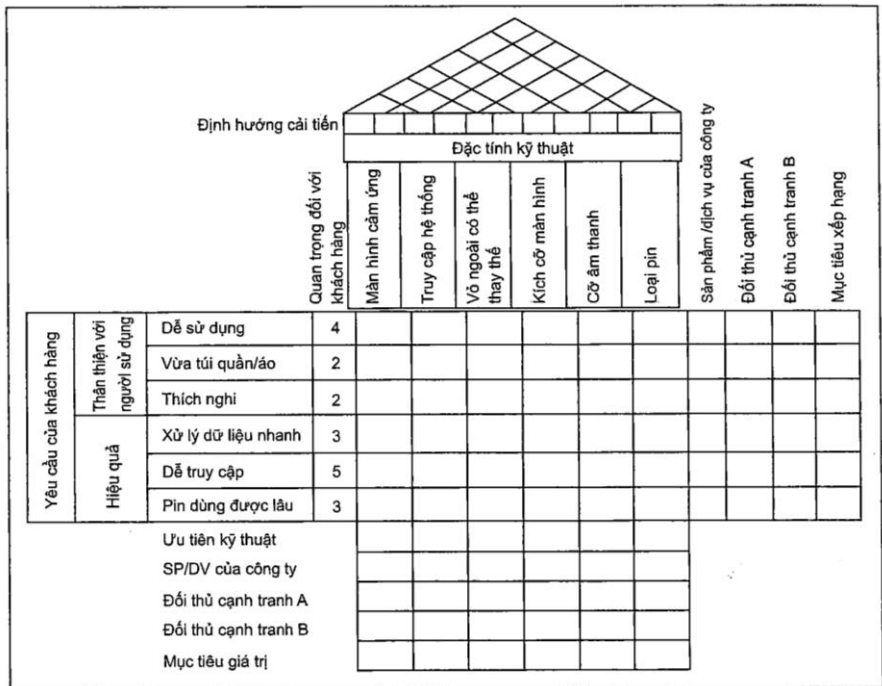 Định hướng cải tiến
Đặc tính kỹ thuật
Quan trọng đối với
khách hàng
Màn hình cảm ứng
Truy cập hệ thống
Vỏ ngoài có thể
thay thế
Kích cỡ màn hình
Cỡ âm thanh
Loại pin
Sản phẩm /dịch vụ của công ty
Đối thủ cạnh tranh A
Đối thủ cạnh tranh B
Mục tiêu xếp hạng
Yêu cầu của khách hàng
Thân thiện với
người sử dụng
Dễ sử dụng 4
Vừa túi quần/áo 2
Thích nghi 2
Hiệu quả
Xử lý dữ liệu nhanh 3
Dễ truy cập 5
Pin dùng được lâu 3
Ưu tiên kỹ thuật
SP/DV của công ty
Đối thủ cạnh tranh A
Đối thủ cạnh tranh B
Mục tiêu giá trị